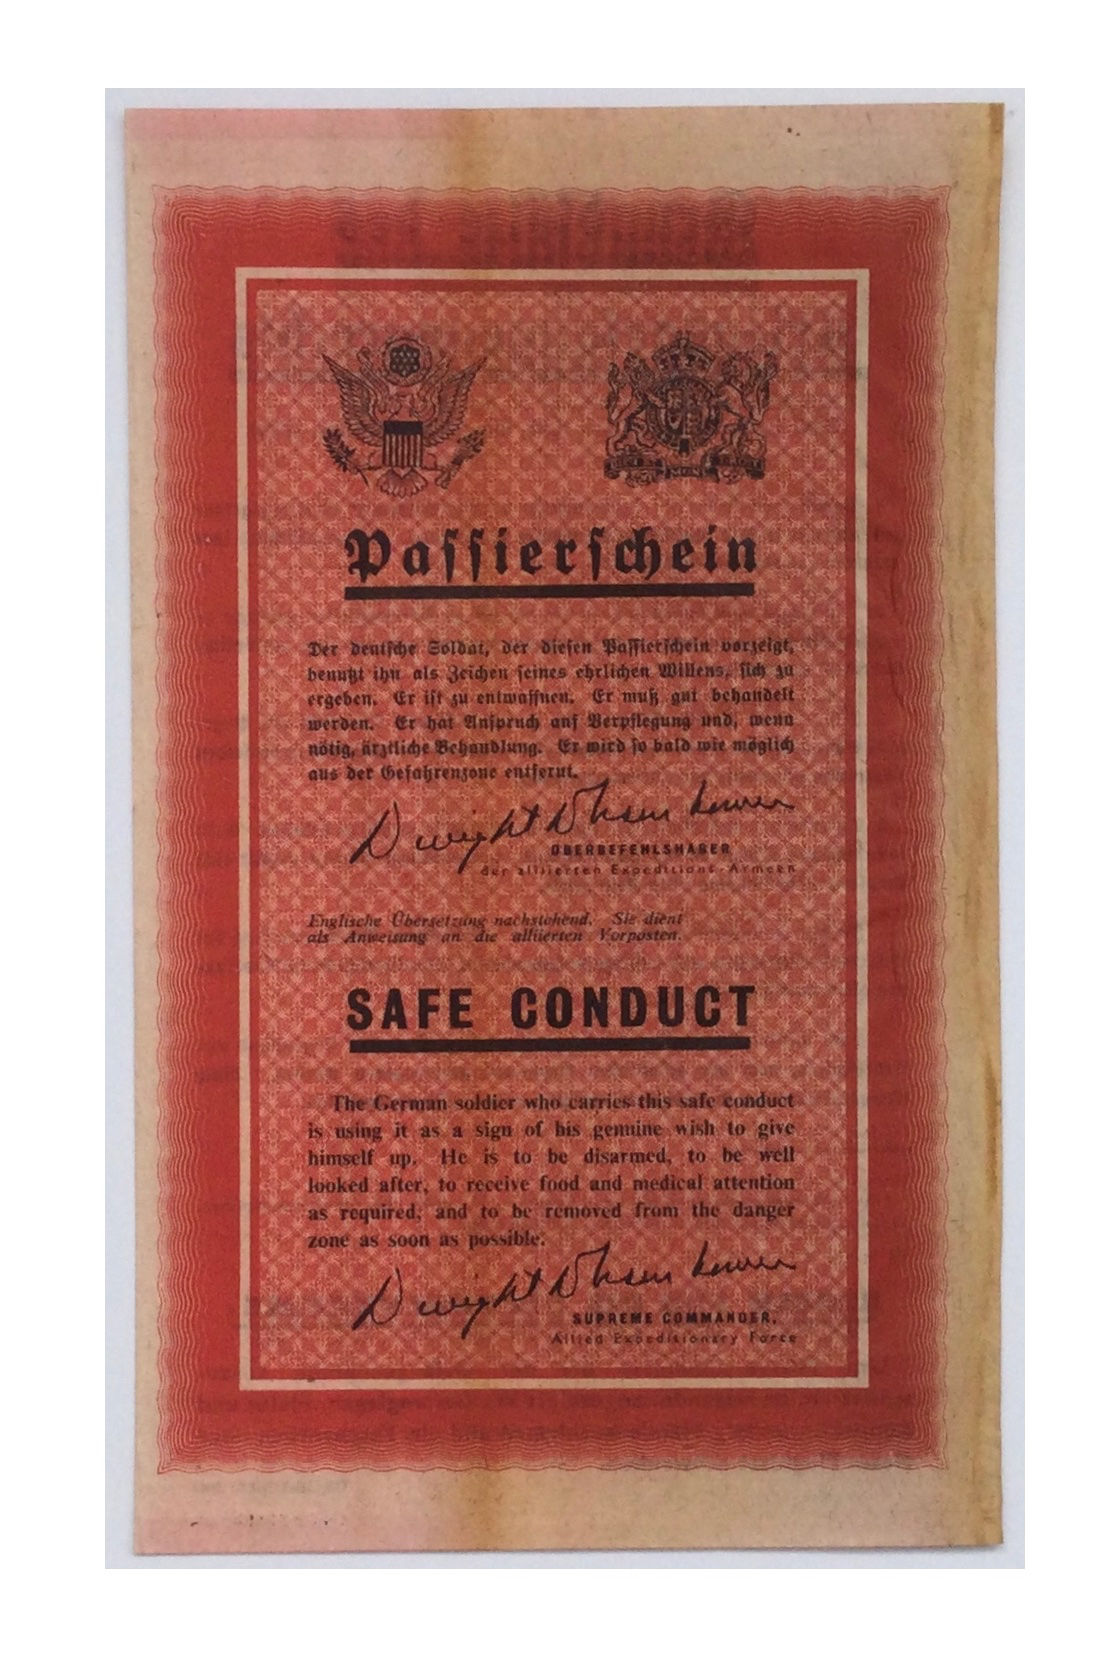 Passierschein
Der deutsche Soldat, der diesen Passierschein vorzeigt,
benutzt ihn als Zeichen seines ehrlichen Willens, sich zu
ergeben. Er ist zu entwaffnen. Er muß gut behandelt
werden. Er hat Anspruch auf Verpflegung und, wenn
nötig, ärztliche Behandlung. Er wird so bald wie möglich
aus der Gefahrenzone entfernt.
Dwight D Eisenhower
OBERBEFEHLSHABER
der alliierten Expeditions-Armeen
Englische Übersetzung nachstehend. Sie dient
als Anweisung an die alliierten Vorposten.
SAFE CONDUCT
The German soldier who carries this safe conduct
is using it as a sign of his genuine wish to give
himself up. He is to be disarmed, to be well
looked after, to receive food and medical attention
as required, and to be removed from the danger
zone as soon as possible.
Dwight D Eisenhower
SUPREME COMMANDER,
Allied Expeditionary Force